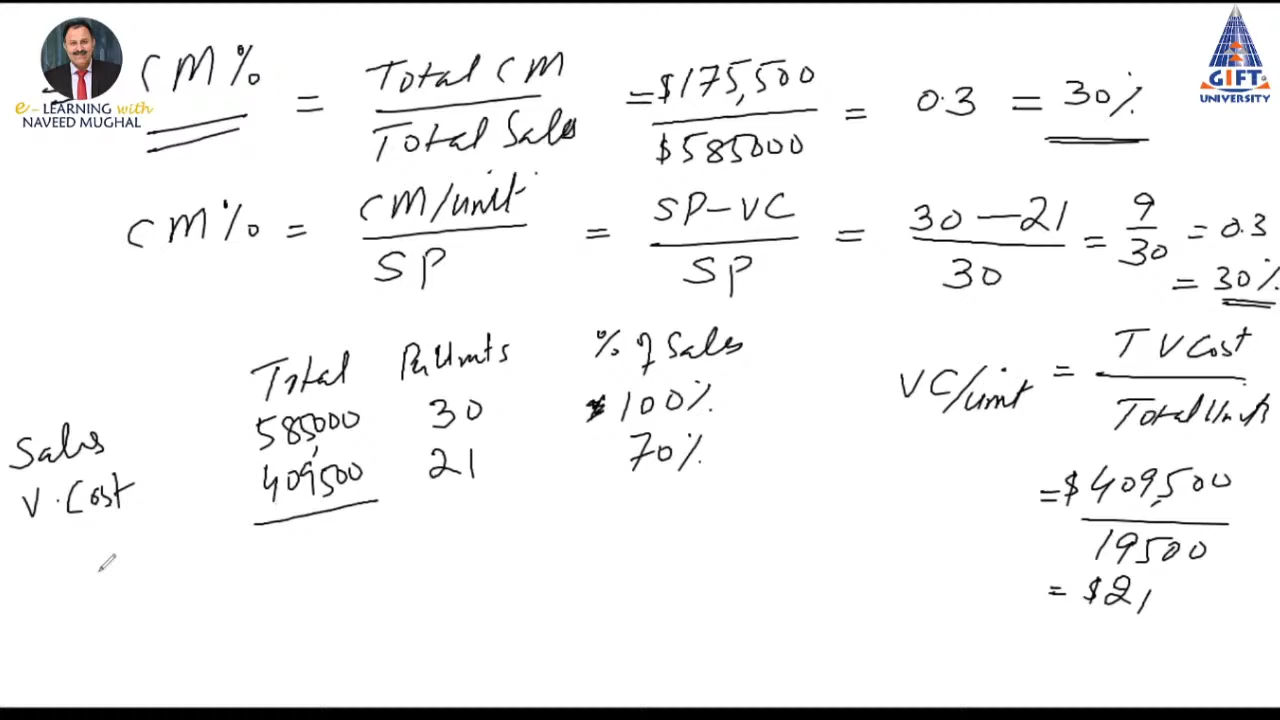 e-LEARNING with
NAVEED MUGHAL
GIFT
UNIVERSITY
CM% = Total CM / Total Sales = $175,500 / $585000 = 0.3 = 30%
CM% = CM/unit / SP = SP-VC / SP = 30-21 / 30 = 9/30 = 0.3
= 30%
Total Per Units % of Sales
Sales 585000 30 100%
V.Cost 409,500 21 70%
VC/unit = T V Cost / Total Units
= $409,500 / 19500
= $21